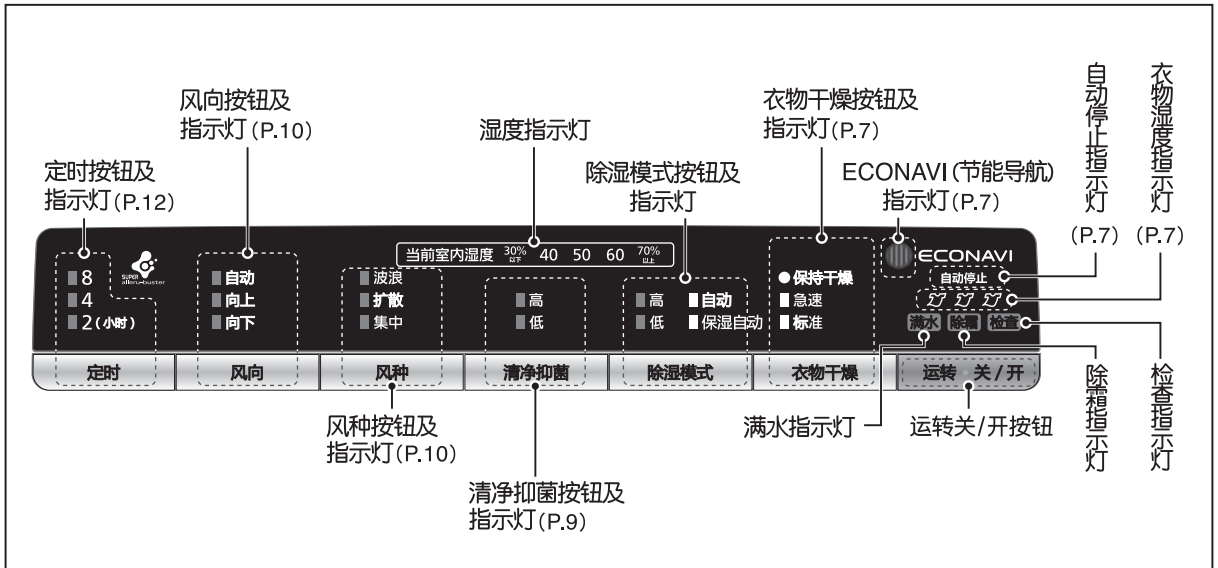 风向按钮及
指示灯(P.10)
湿度指示灯
衣物干燥按钮及
指示灯(P.7)
自动停止指示灯
(P.7)
衣物湿度指示灯
(P.7)
定时按钮及
指示灯(P.12)
除湿模式按钮及
指示灯
ECONAVI(节能导航)
指示灯(P.7)
当前室内湿度 30%以下 40 50 60 70%以上
ECONAVI
SUPER
alleru-buster
8
4
2(小时)
自动
向上
向下
波浪
扩散
集中
高
低
高
低
自动
保湿自动
保持干燥
急速
标准
自动停止
满水 除霜 检查
定时 风向 风种 清净抑菌 除湿模式 衣物干燥 运转 关/开
风种按钮及
指示灯(P.10)
清净抑菌按钮及
指示灯(P.9)
满水指示灯
运转关/开按钮
除霜指示灯
检查指示灯